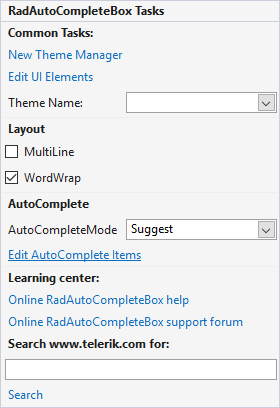 RadAutoCompleteBox Tasks
Common Tasks:
New Theme Manager
Edit UI Elements
Theme Name:
Layout
MultiLine
WordWrap
AutoComplete
AutoCompleteMode Suggest
Edit AutoComplete Items
Learning center:
Online RadAutoCompleteBox help
Online RadAutoCompleteBox support forum
Search www.telerik.com for:
Search